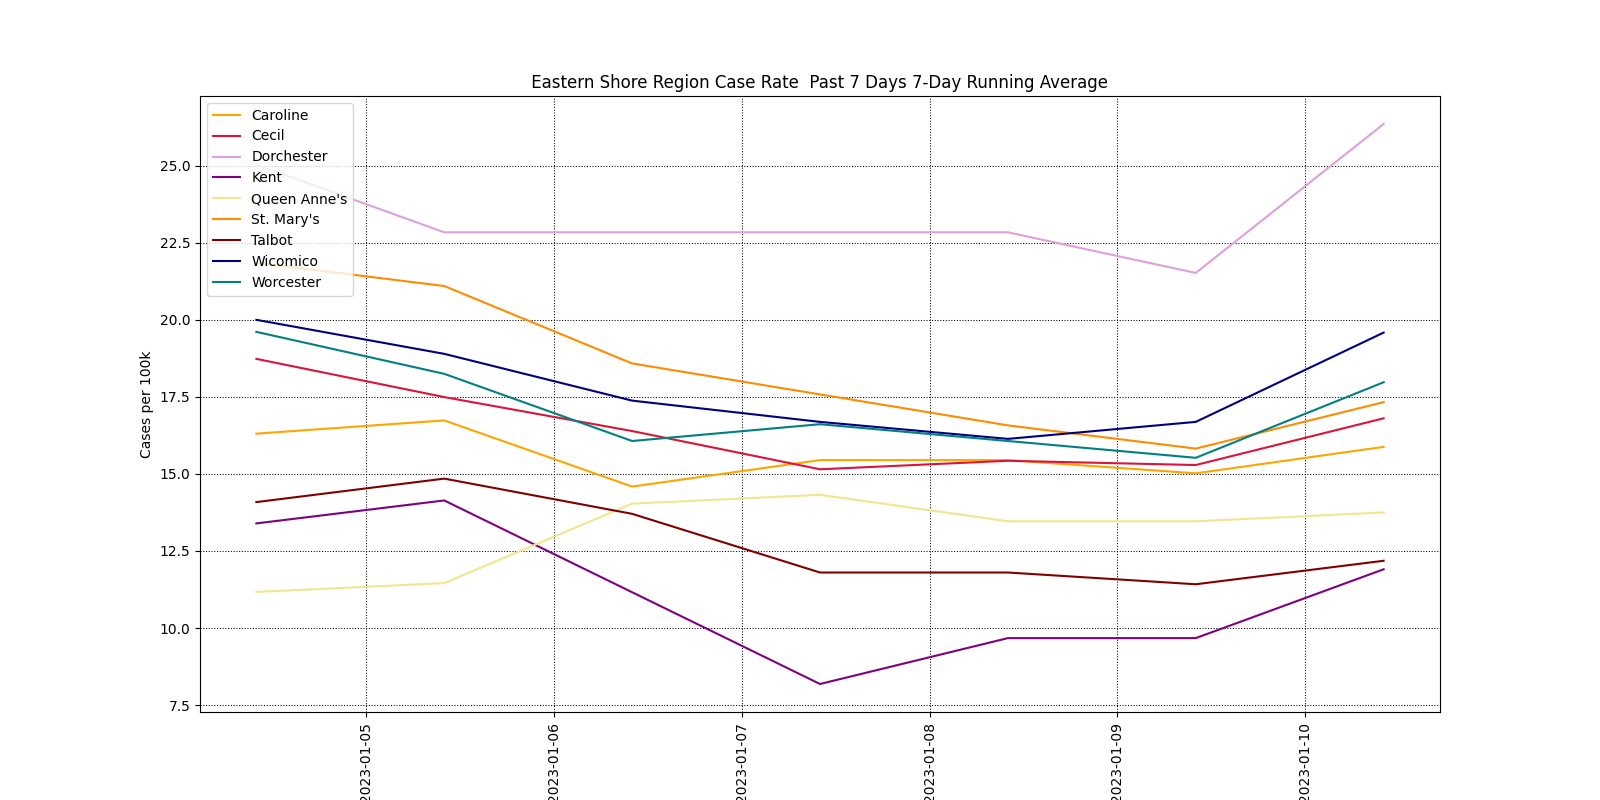 Eastern Shore Region Case Rate  Past 7 Days 7-Day Running Average
Caroline
Cecil
Dorchester
Kent
Queen Anne's
St. Mary's
Talbot
Wicomico
Worcester
25.0
22.5
20.0
17.5
15.0
12.5
10.0
7.5
Cases per 100k
2023-01-05
2023-01-06
2023-01-07
2023-01-08
2023-01-09
2023-01-10